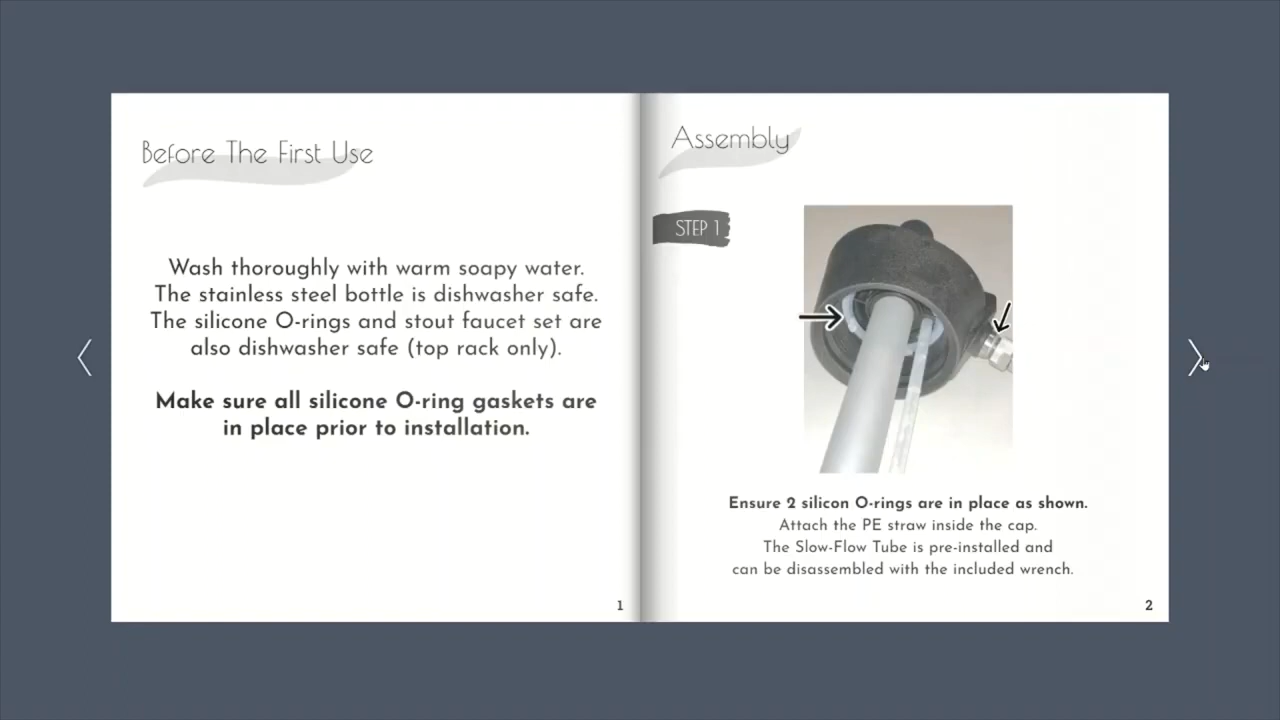 Before The First Use
Wash thoroughly with warm soapy water.
The stainless steel bottle is dishwasher safe.
The silicone O-rings and stout faucet set are
also dishwasher safe (top rack only).
Make sure all silicone O-ring gaskets are
in place prior to installation.
1
Assembly
STEP 1
Ensure 2 silicon O-rings are in place as shown.
Attach the PE straw inside the cap.
The Slow-Flow Tube is pre-installed and
can be disassembled with the included wrench.
2